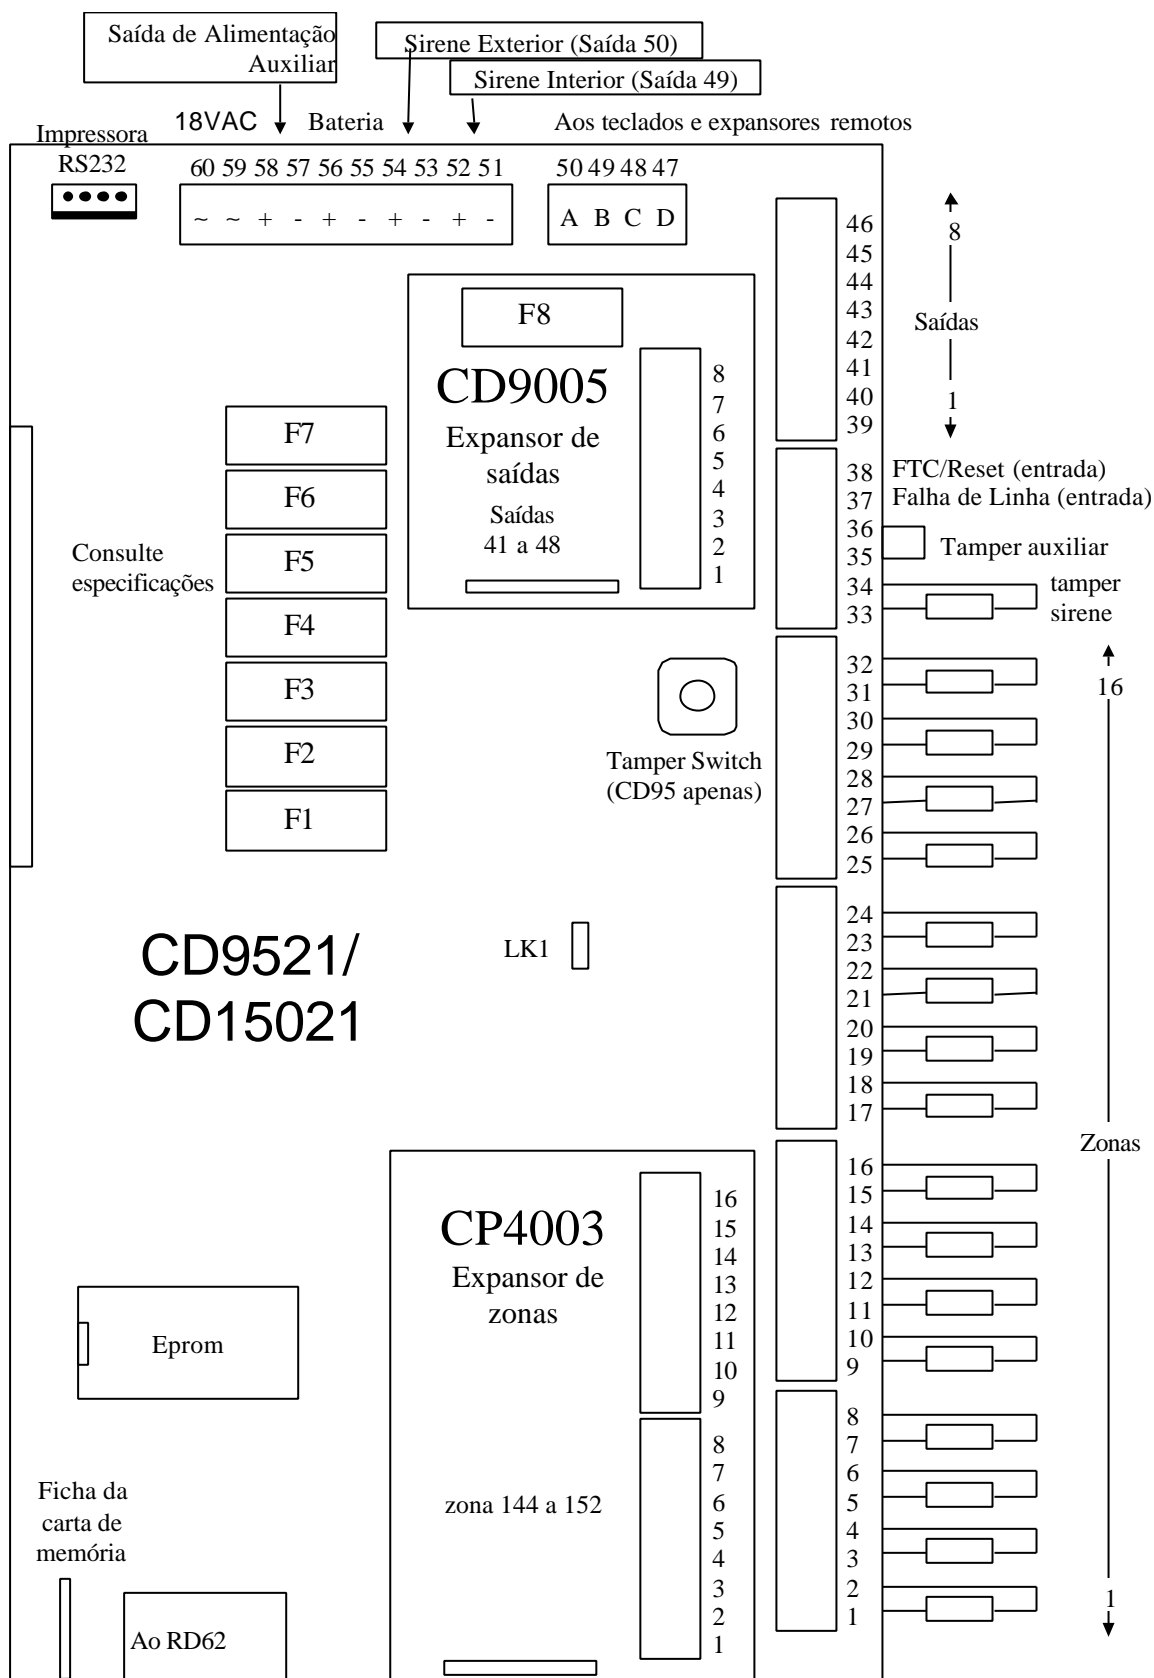 Saída de Alimentação
Auxiliar
Sirene Exterior (Saída 50)
Sirene Interior (Saída 49)
18VAC
Bateria
Aos teclados e expansores remotos
Impressora
RS232
60 59 58 57 56 55 54 53 52 51
~ ~ + - + - + - + -
50 49 48 47
A B C D
46
45
44
43
42
41
40
39
8
Saídas
1
F8
CD9005
Expansor de
saídas
Saídas
41 a 48
8
7
6
5
4
3
2
1
F7
F6
F5
F4
F3
F2
F1
Consulte
especificações
38
37
36
35
34
33
FTC/Reset (entrada)
Falha de Linha (entrada)
Tamper auxiliar
tamper
sirene
Tamper Switch
(CD95 apenas)
32
31
30
29
28
27
26
25
16
CD9521/
CD15021
LK1
24
23
22
21
20
19
18
17
Zonas
CP4003
Expansor de
zonas
zona 144 a 152
16
15
14
13
12
11
10
9
8
7
6
5
4
3
2
1
16
15
14
13
12
11
10
9
8
7
6
5
4
3
2
1
1
Eprom
Ficha da
carta de
memória
Ao RD62